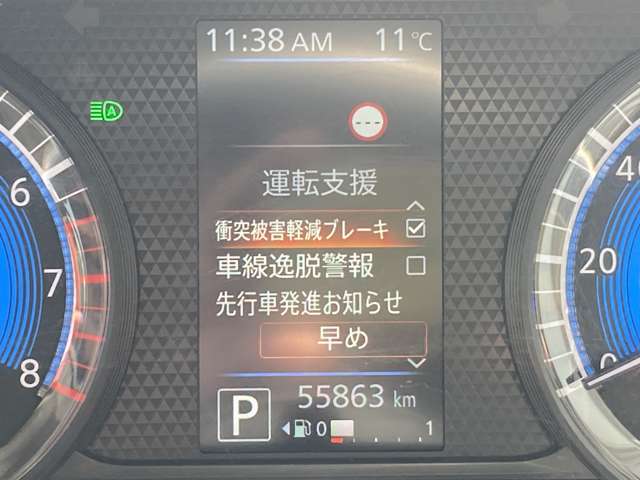 11:38 AM 11℃
A
---
運転支援
衝突被害軽減ブレーキ
車線逸脱警報
先行車発進お知らせ
早め
6
7
8
40
20
0
P 55863 km
0 1